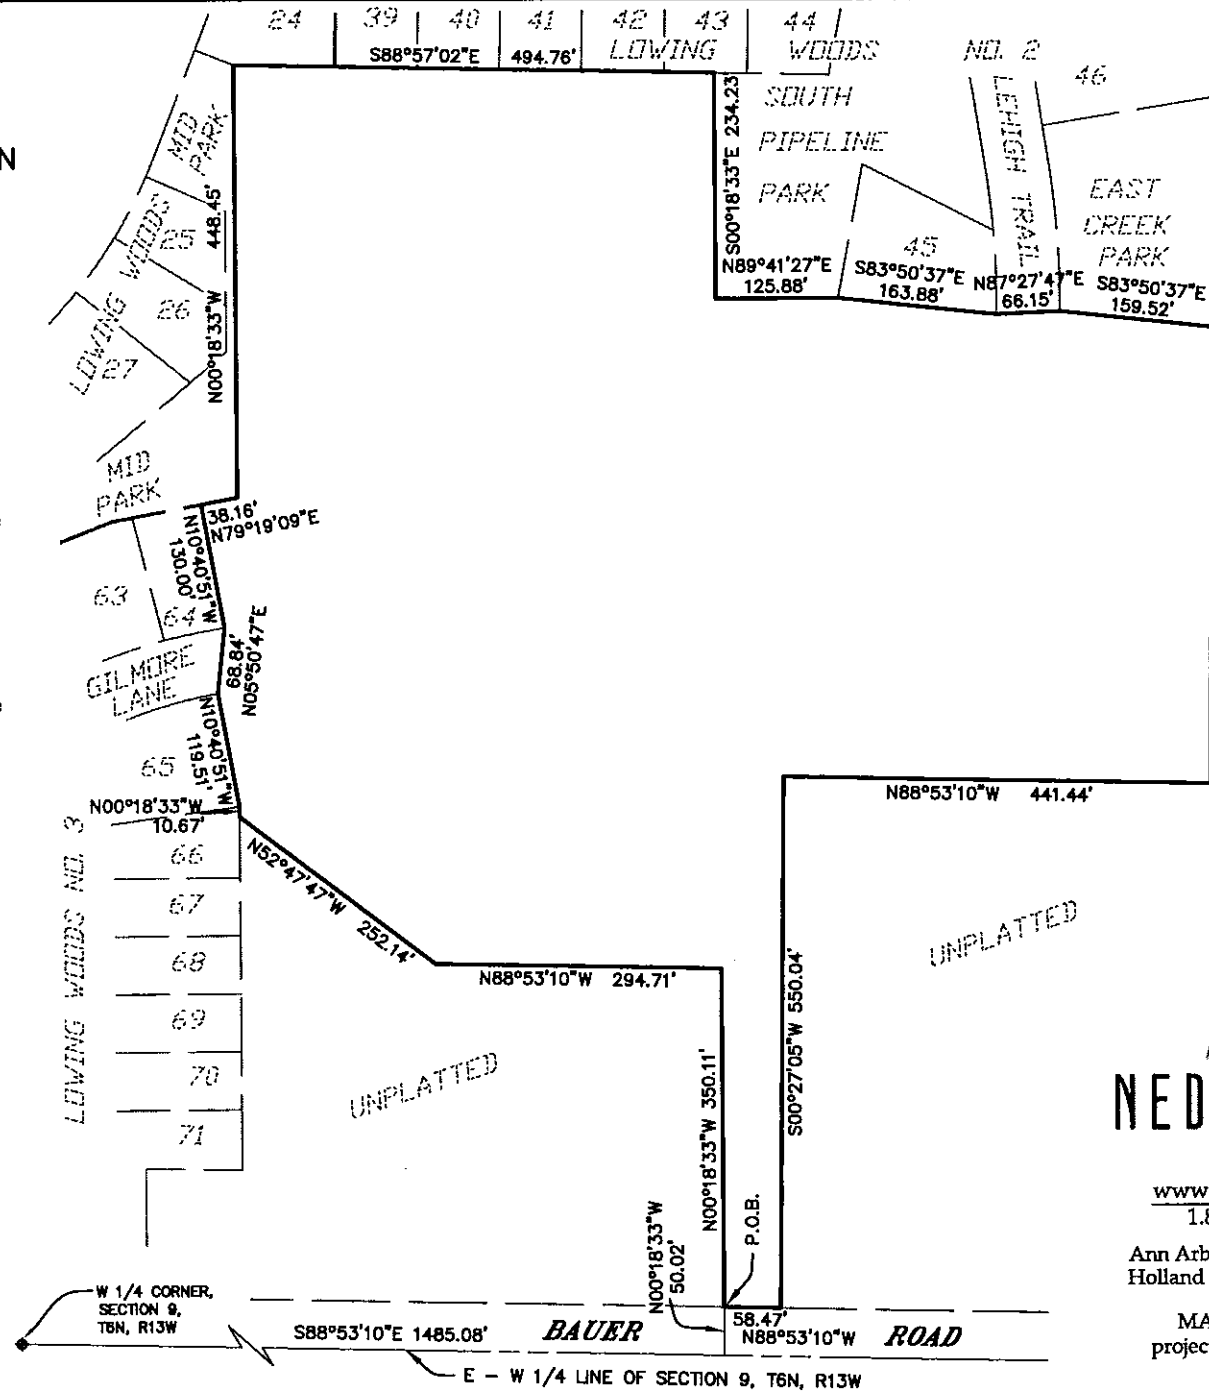 24
39
40
41
42
43
44
S88°57'02"E 494.76'
LOWING WOODS NO. 2
46
N
MID
PARK
S00°18'33"E 234.23
SOUTH
PIPELINE
PARK
LEHIGH TRAIL
EAST
CREEK
PARK
LOWING WOODS
25
26
27
N00°18'33"W 448.45'
45
N89°41'27"E
125.88'
S83°50'37"E
163.88'
N87°27'47"E
66.15'
S83°50'37"E
159.52'
MID
PARK
38.16'
N79°19'09"E
N10°40'51"W
130.00'
63
64
GILMORE
LANE
68.84'
N05°50'47"E
N10°40'51"W
119.51'
65
N00°18'33"W
10.67'
LOWING WOODS NO. 3
66
67
68
69
70
71
N52°47'47"W 252.14'
N88°53'10"W 294.71'
N88°53'10"W 441.44'
UNPLATTED
UNPLATTED
N00°18'33"W 350.11'
S00°27'05"W 550.04'
N00°18'33"W
50.02'
P.O.B.
NED
www
1.8
Ann Arb
Holland
MA
projec
W 1/4 CORNER,
SECTION 9,
T6N, R13W
S88°53'10"E 1485.08'
BAUER ROAD
58.47'
N88°53'10"W
E - W 1/4 LINE OF SECTION 9, T6N, R13W